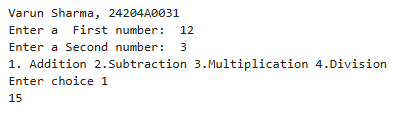 Varun Sharma, 24204A0031
Enter a  First number:  12
Enter a Second number:  3
1. Addition 2.Subtraction 3.Multiplication 4.Division
Enter choice 1
15